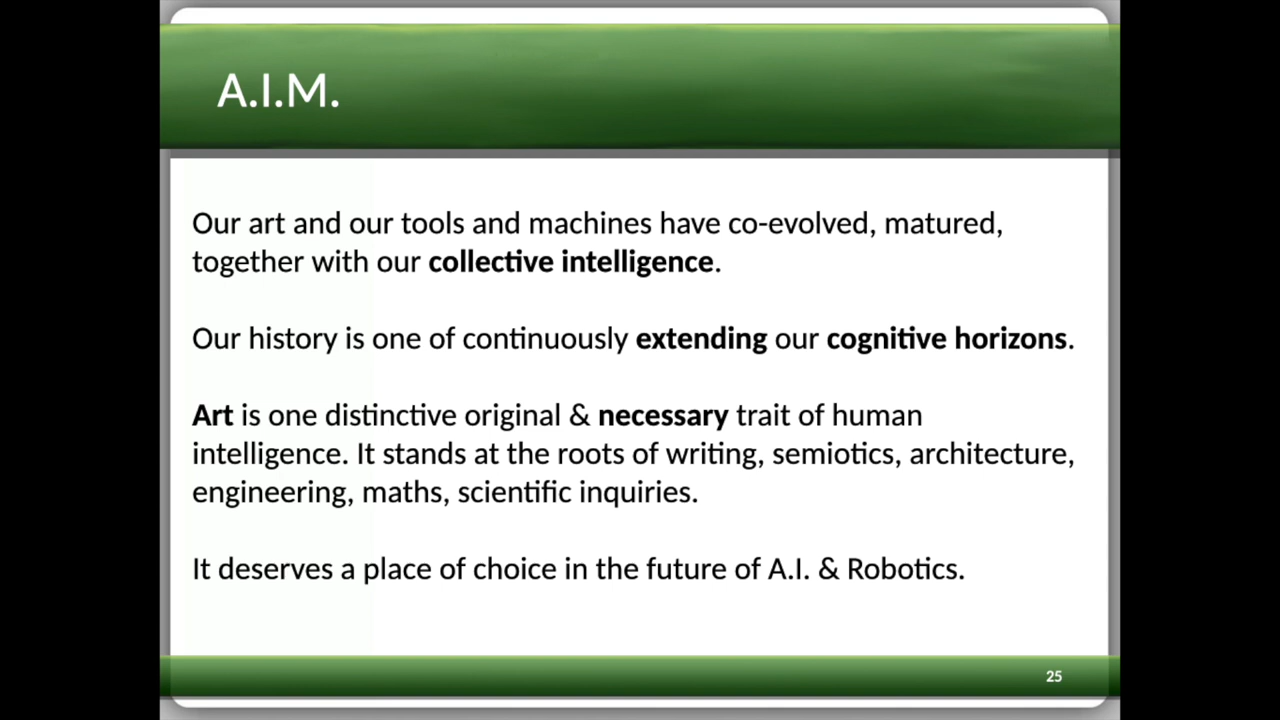 A.I.M.
Our art and our tools and machines have co-evolved, matured,
together with our collective intelligence.
Our history is one of continuously extending our cognitive horizons.
Art is one distinctive original & necessary trait of human
intelligence. It stands at the roots of writing, semiotics, architecture,
engineering, maths, scientific inquiries.
It deserves a place of choice in the future of A.I. & Robotics.
25